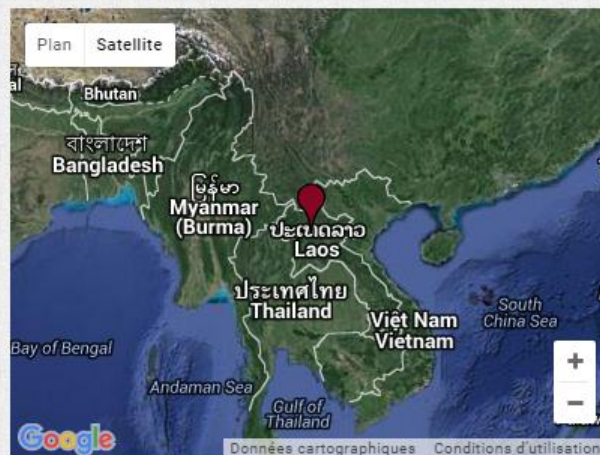 Plan Satellite
al
Bhutan
বাংলাদেশ
Bangladesh
မြန်မာ
Myanmar
(Burma)
ປະເທດລາວ
Laos
ประเทศไทย
Thailand
Việt Nam
Vietnam
South
China Sea
Bay of Bengal
Andaman Sea
Gulf of
Thailand
+
−
Google
Données cartographiques Conditions d'utilisation